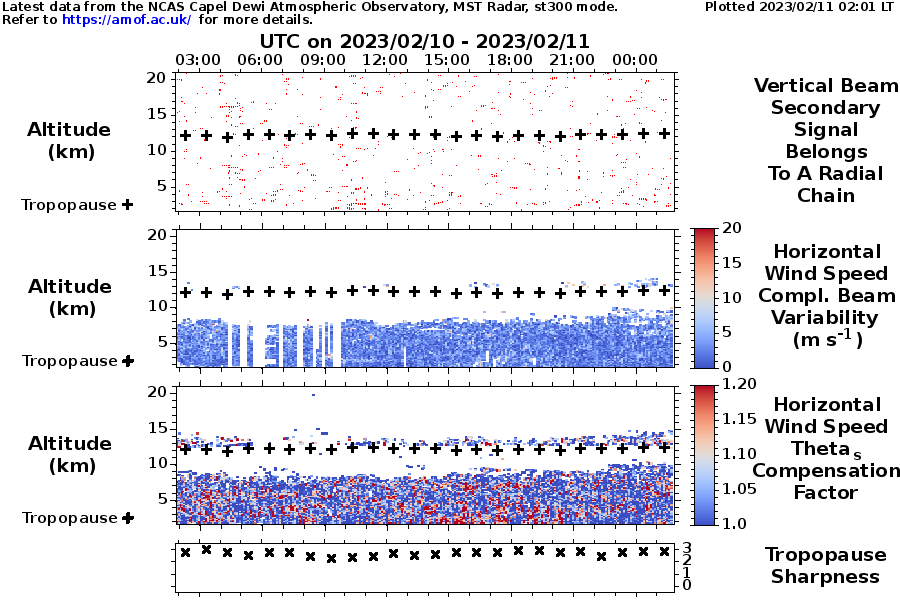 Latest data from the NCAS Capel Dewi Atmospheric Observatory, MST Radar, st300 mode.
Plotted 2023/02/11 02:01 LT
Refer to https://amof.ac.uk/ for more details.
UTC on 2023/02/10 - 2023/02/11
03:00 06:00 09:00 12:00 15:00 18:00 21:00 00:00
20
15
10
5
Altitude
(km)
Tropopause +
Vertical Beam
Secondary
Signal
Belongs
To A Radial
Chain
20
15
10
5
Altitude
(km)
Tropopause +
20
15
10
5
0
Horizontal
Wind Speed
Compl. Beam
Variability
(m s-1)
20
15
10
5
Altitude
(km)
Tropopause +
1.20
1.15
1.10
1.05
1.0
Horizontal
Wind Speed
Theta s
Compensation
Factor
3
2
1
0
Tropopause
Sharpness